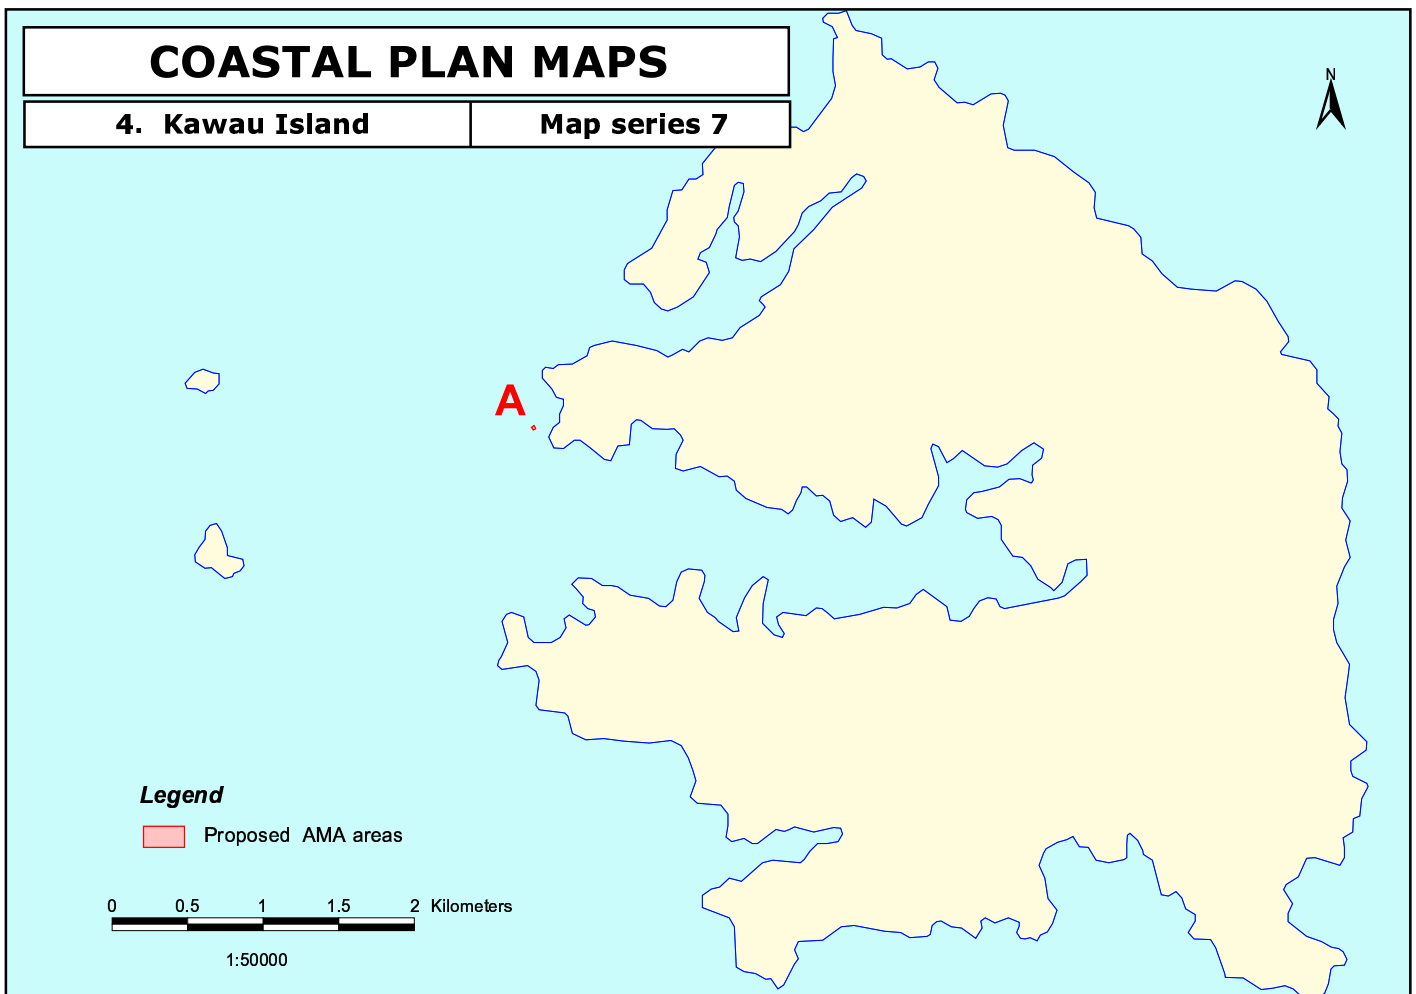 COASTAL PLAN MAPS
4. Kawau Island
Map series 7
N
A
Legend
Proposed AMA areas
0 0.5 1 1.5 2 Kilometers
1:50000